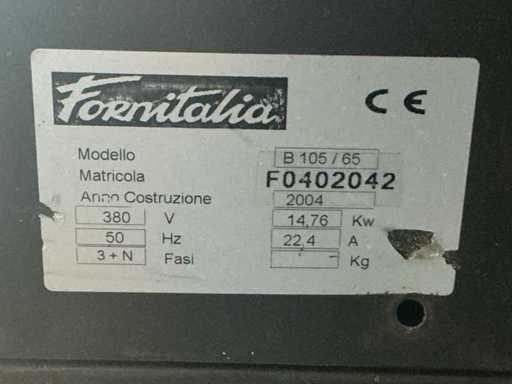 Fornitalia
CE
Modello B 105 / 65
Matricola F0402042
Anno Costruzione 2004
380 V 14,76 Kw
50 Hz 22,4 A
3 + N Fasi Kg